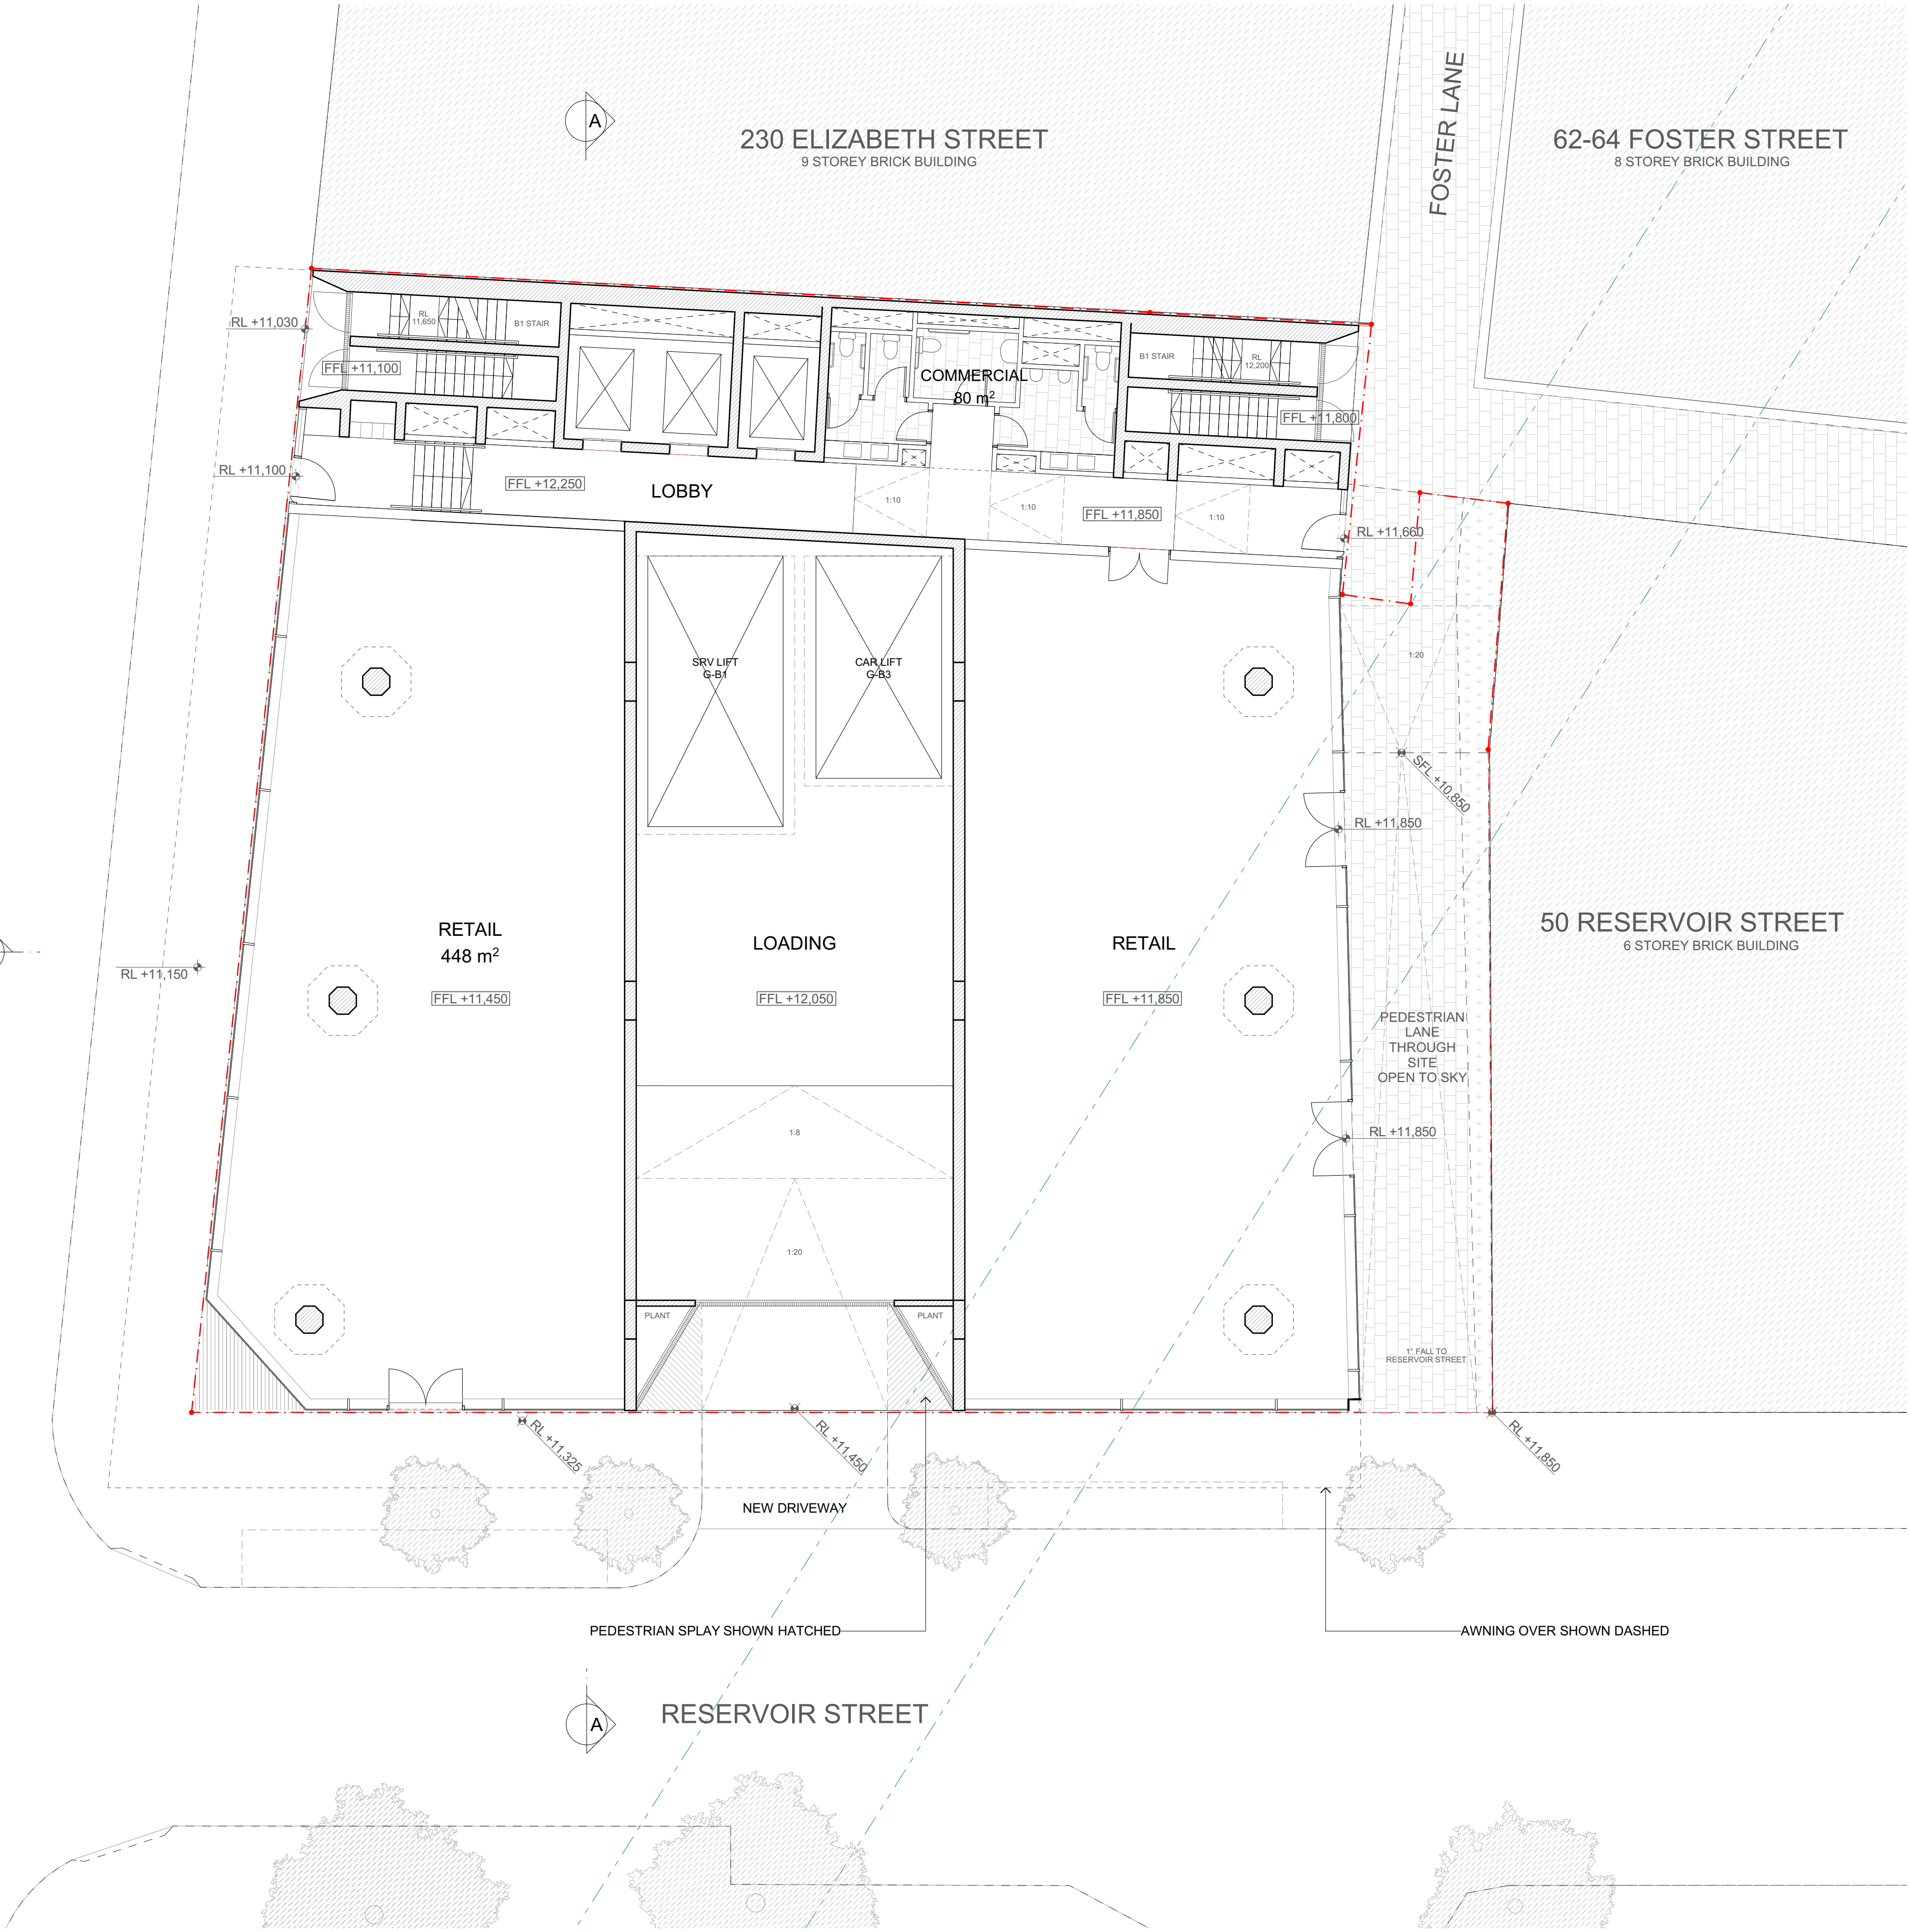 FOSTER LANE
A
230 ELIZABETH STREET
9 STOREY BRICK BUILDING
62-64 FOSTER STREET
8 STOREY BRICK BUILDING
RL +11,030
RL
11,650
B1 STAIR
FFL +11,100
COMMERCIAL
80 m²
B1 STAIR
RL
12,200
FFL +11,800
RL +11,100
FFL +12,250
LOBBY
1:10
1:10
FFL +11,850
1:10
RL +11,660
SRV LIFT
G-B1
CAR LIFT
G-B3
1:20
SFL +10,850
RL +11,850
RETAIL
448 m²
FFL +11,450
LOADING
FFL +12,050
RETAIL
FFL +11,850
50 RESERVOIR STREET
6 STOREY BRICK BUILDING
RL +11,150
PEDESTRIAN
LANE
THROUGH
SITE
OPEN TO SKY
1:8
RL +11,850
1:20
PLANT
PLANT
1° FALL TO
RESERVOIR STREET
RL +11,325
RL +11,450
RL +11,850
NEW DRIVEWAY
PEDESTRIAN SPLAY SHOWN HATCHED
AWNING OVER SHOWN DASHED
A
RESERVOIR STREET